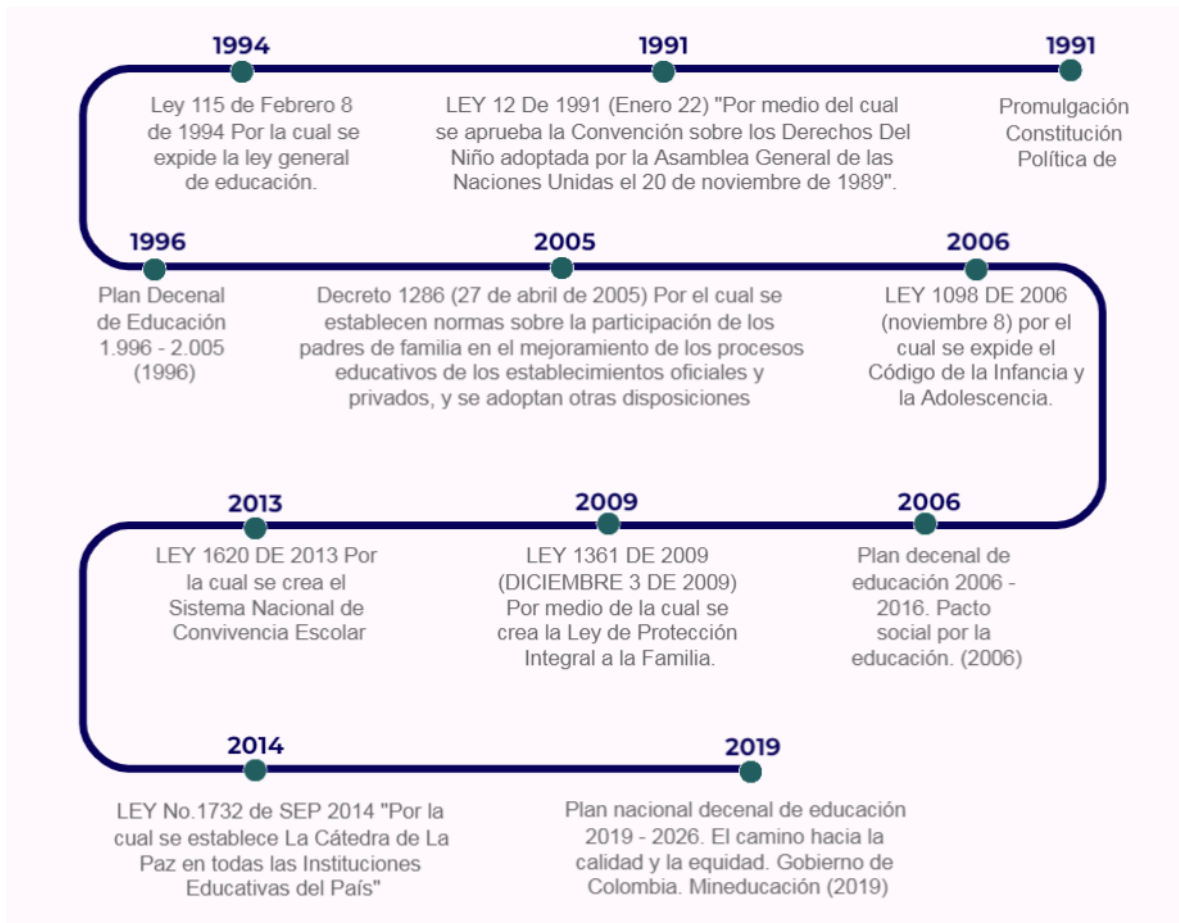 1994
Ley 115 de Febrero 8
de 1994 Por la cual se
expide la ley general
de educación.
1991
LEY 12 De 1991 (Enero 22) "Por medio del cual
se aprueba la Convención sobre los Derechos Del
Niño adoptada por la Asamblea General de las
Naciones Unidas el 20 de noviembre de 1989".
1991
Promulgación
Constitución
Política de
1996
Plan Decenal
de Educación
1.996 - 2.005
(1996)
2005
Decreto 1286 (27 de abril de 2005) Por el cual se
establecen normas sobre la participación de los
padres de familia en el mejoramiento de los procesos
educativos de los establecimientos oficiales y
privados, y se adoptan otras disposiciones
2006
LEY 1098 DE 2006
(noviembre 8) por el
cual se expide el
Código de la Infancia y
la Adolescencia.
2013
LEY 1620 DE 2013 Por
la cual se crea el
Sistema Nacional de
Convivencia Escolar
2009
LEY 1361 DE 2009
(DICIEMBRE 3 DE 2009)
Por medio de la cual se
crea la Ley de Protección
Integral a la Familia.
2006
Plan decenal de
educación 2006 -
2016. Pacto
social por la
educación. (2006)
2014
LEY No.1732 de SEP 2014 "Por la
cual se establece La Cátedra de La
Paz en todas las Instituciones
Educativas del País"
2019
Plan nacional decenal de educación
2019 - 2026. El camino hacia la
calidad y la equidad. Gobierno de
Colombia. Mineducación (2019)